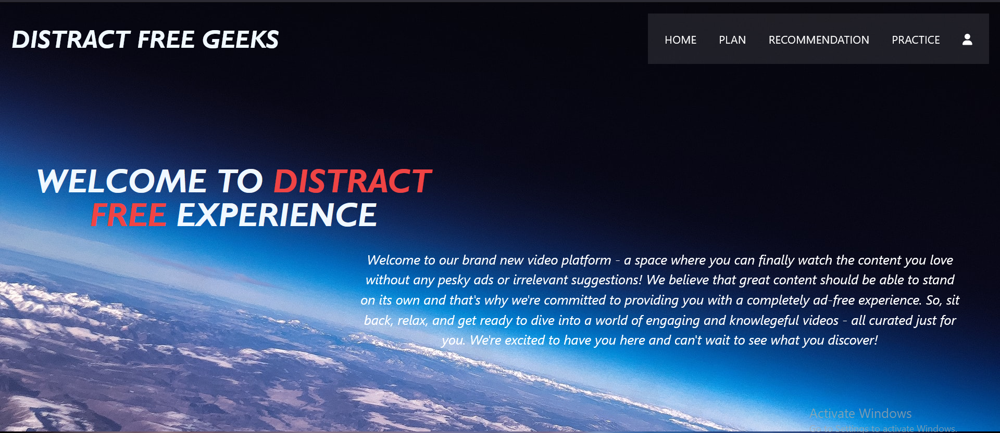 DISTRACT FREE GEEKS
HOME PLAN RECOMMENDATION PRACTICE
WELCOME TO DISTRACT
FREE EXPERIENCE
Welcome to our brand new video platform - a space where you can finally watch the content you love
without any pesky ads or irrelevant suggestions! We believe that great content should be able to stand
on its own and that's why we're committed to providing you with a completely ad-free experience. So, sit
back, relax, and get ready to dive into a world of engaging and knowlegeful videos - all curated just for
you. We're excited to have you here and can't wait to see what you discover!
Activate Windows
Go to Settings to activate Windows.